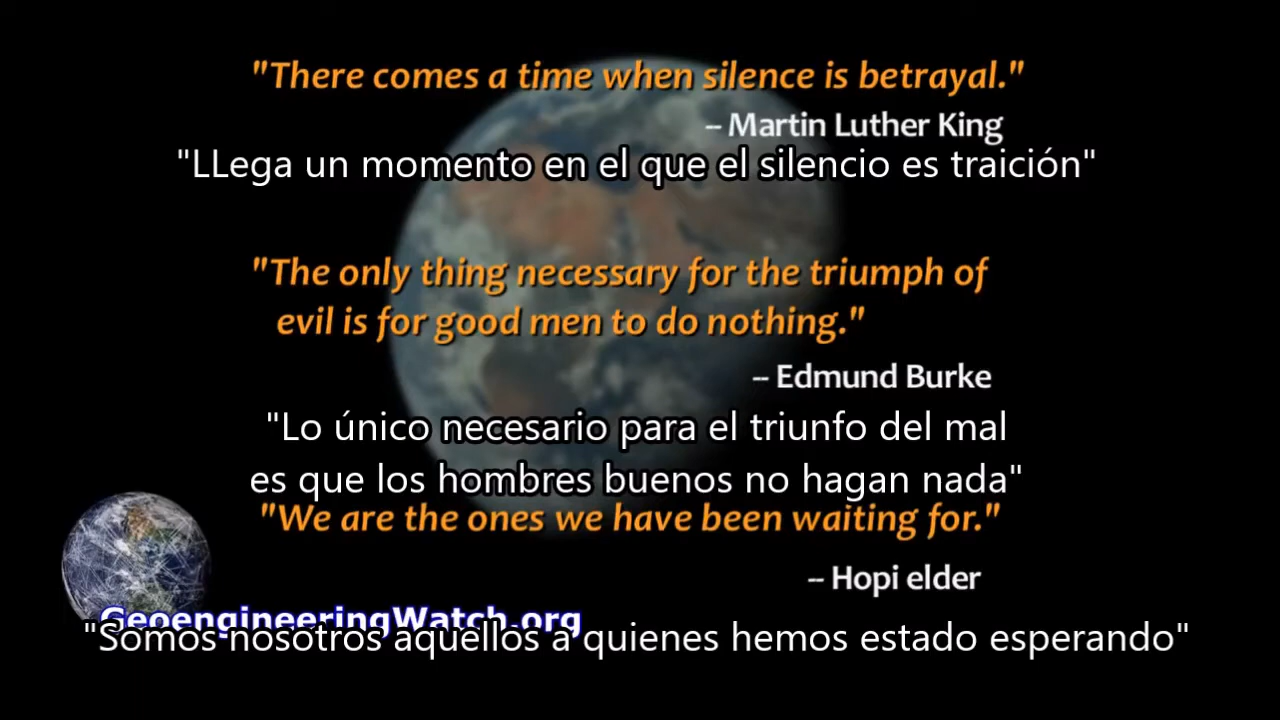 "There comes a time when silence is betrayal."
-- Martin Luther King
"LLega un momento en el que el silencio es traición"
"The only thing necessary for the triumph of
evil is for good men to do nothing."
-- Edmund Burke
"Lo único necesario para el triunfo del mal
es que los hombres buenos no hagan nada"
"We are the ones we have been waiting for."
-- Hopi elder
GeoengineeringWatch.org
"Somos nosotros aquellos a quienes hemos estado esperando"